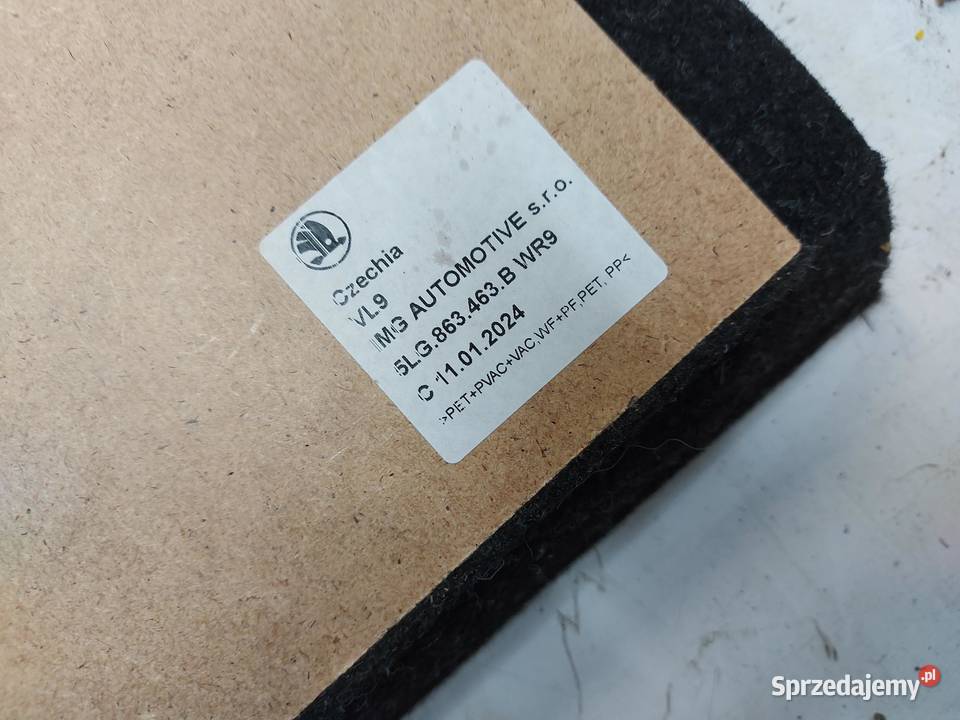 Czechia
VL9
IMG AUTOMOTIVE s.r.o.
5LG.863.463.B WR9
C 11.01.2024
>PET+PVAC+VAC,WF+PF,PET, PP<
Sprzedajemy.pl